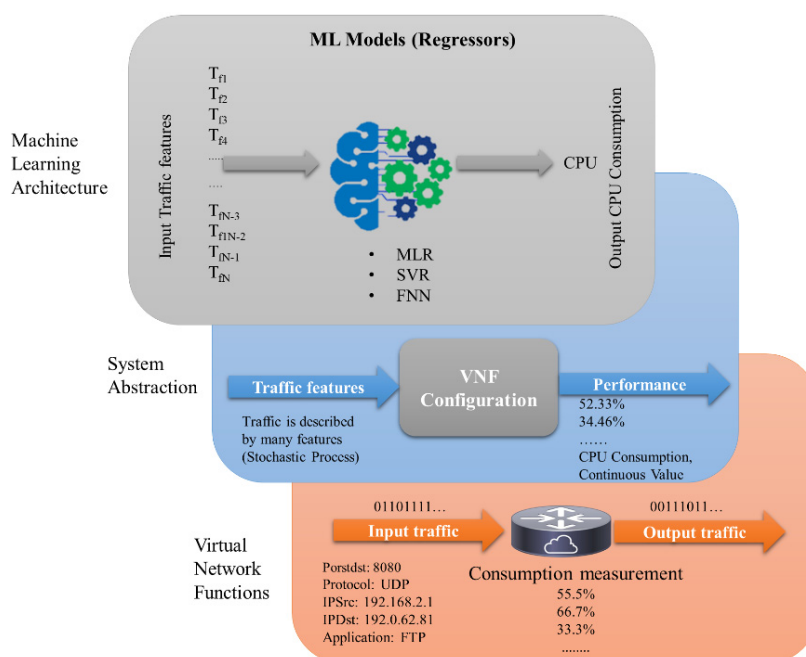 ML Models (Regressors)
Machine
Learning
Architecture
Input Traffic features
Tf1
Tf2
Tf3
Tf4
.....
....
TfN-3
Tf1N-2
TfN-1
TfN
• MLR
• SVR
• FNN
CPU
Output CPU Consumption
System
Abstraction
Traffic features
Traffic is described
by many features
(Stochastic Process)
VNF
Configuration
Performance
52.33%
34.46%
......
CPU Consumption,
Continuous Value
Virtual
Network
Functions
01101111...
Input traffic
Porstdst: 8080
Protocol: UDP
IPSrc: 192.168.2.1
IPDst: 192.0.62.81
Application: FTP
00111011...
Output traffic
Consumption measurement
55.5%
66.7%
33.3%
........